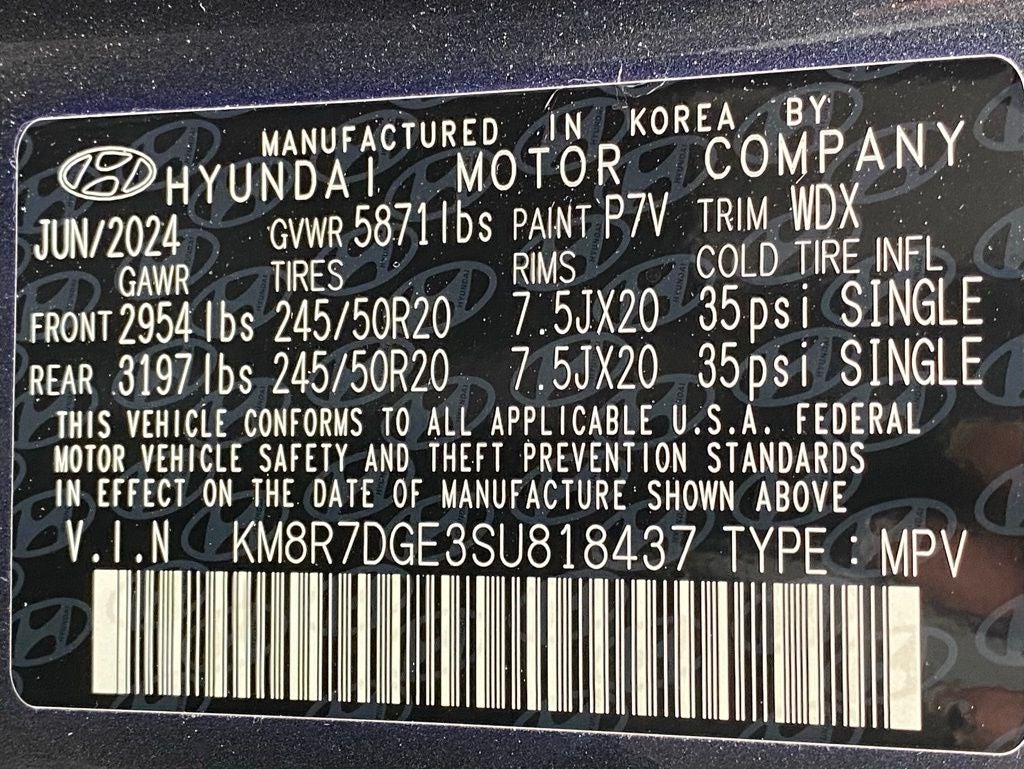 MANUFACTURED IN KOREA BY
HYUNDAI MOTOR COMPANY
JUN/2024 GVWR 5871lbs PAINT P7V TRIM WDX
GAWR TIRES RIMS COLD TIRE INFL
FRONT 2954lbs 245/50R20 7.5JX20 35psi SINGLE
REAR 3197lbs 245/50R20 7.5JX20 35psi SINGLE
THIS VEHICLE CONFORMS TO ALL APPLICABLE U.S.A. FEDERAL
MOTOR VEHICLE SAFETY AND THEFT PREVENTION STANDARDS
IN EFFECT ON THE DATE OF MANUFACTURE SHOWN ABOVE
V.I.N KM8R7DGE3SU818437 TYPE : MPV